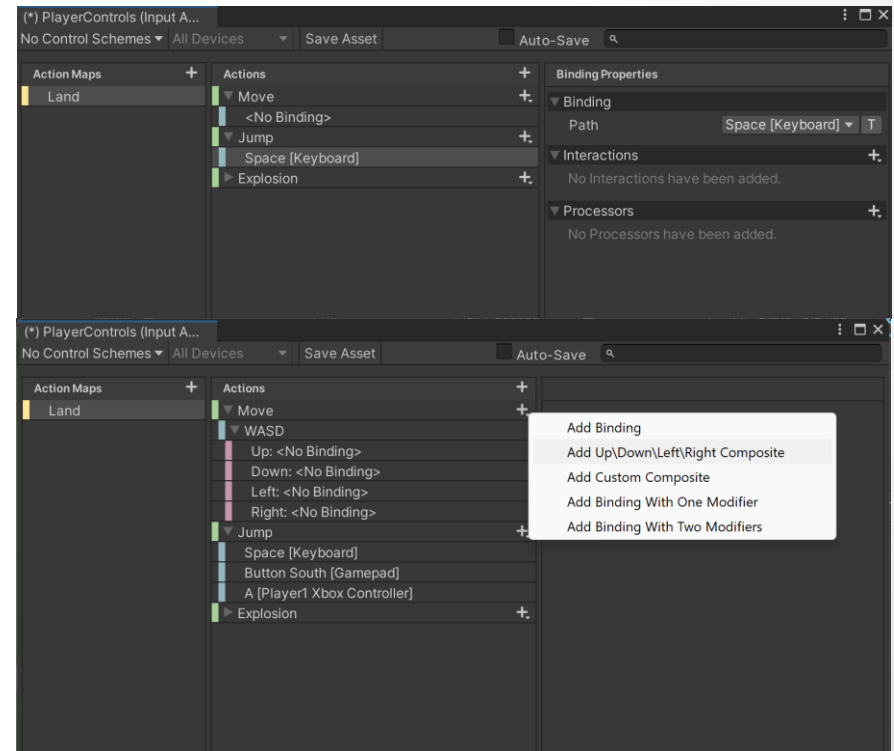 (*) PlayerControls (Input A...
No Control Schemes All Devices Save Asset Auto-Save
Action Maps Actions Binding Properties
Land Move Binding
<No Binding> Path Space [Keyboard] T
Jump Interactions
Space [Keyboard] No Interactions have been added.
Explosion
Processors
No Processors have been added.
(*) PlayerControls (Input A...
No Control Schemes All Devices Save Asset Auto-Save
Action Maps Actions
Land Move
WASD
Up: <No Binding>
Down: <No Binding>
Left: <No Binding>
Right: <No Binding>
Jump
Space [Keyboard]
Button South [Gamepad]
A [Player1 Xbox Controller]
Explosion
Add Binding
Add Up\Down\Left\Right Composite
Add Custom Composite
Add Binding With One Modifier
Add Binding With Two Modifiers